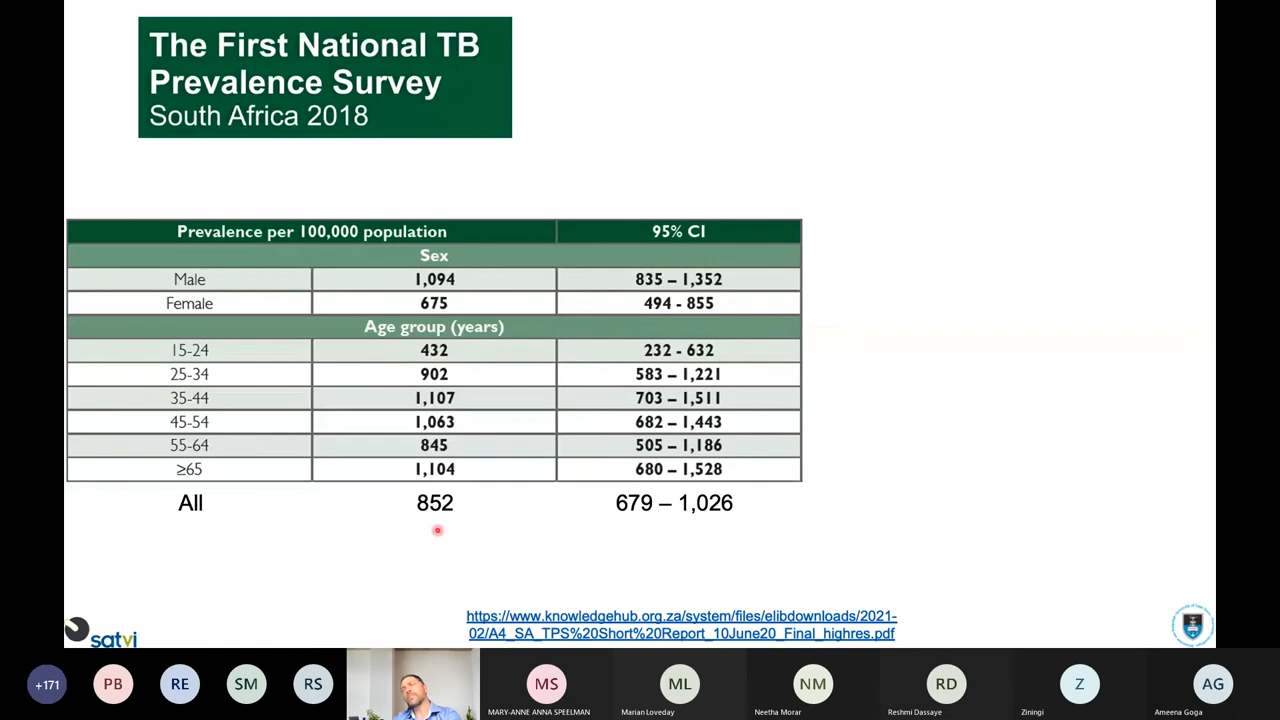 The First National TB
Prevalence Survey
South Africa 2018
Prevalence per 100,000 population 95% CI
Sex
Male 1,094 835 – 1,352
Female 675 494 - 855
Age group (years)
15-24 432 232 - 632
25-34 902 583 – 1,221
35-44 1,107 703 – 1,511
45-54 1,063 682 – 1,443
55-64 845 505 – 1,186
≥65 1,104 680 – 1,528
All 852 679 – 1,026
https://www.knowledgehub.org.za/system/files/elibdownloads/2021-
02/A4_SA_TPS%20Short%20Report_10June20_Final_highres.pdf
satvi
+171 PB RE SM RS MS ML NM RD Z AG
MARY-ANNE ANNA SPEELMAN Marian Loveday Neetha Morar Reshmi Dassaye Ziningi Ameena Goga